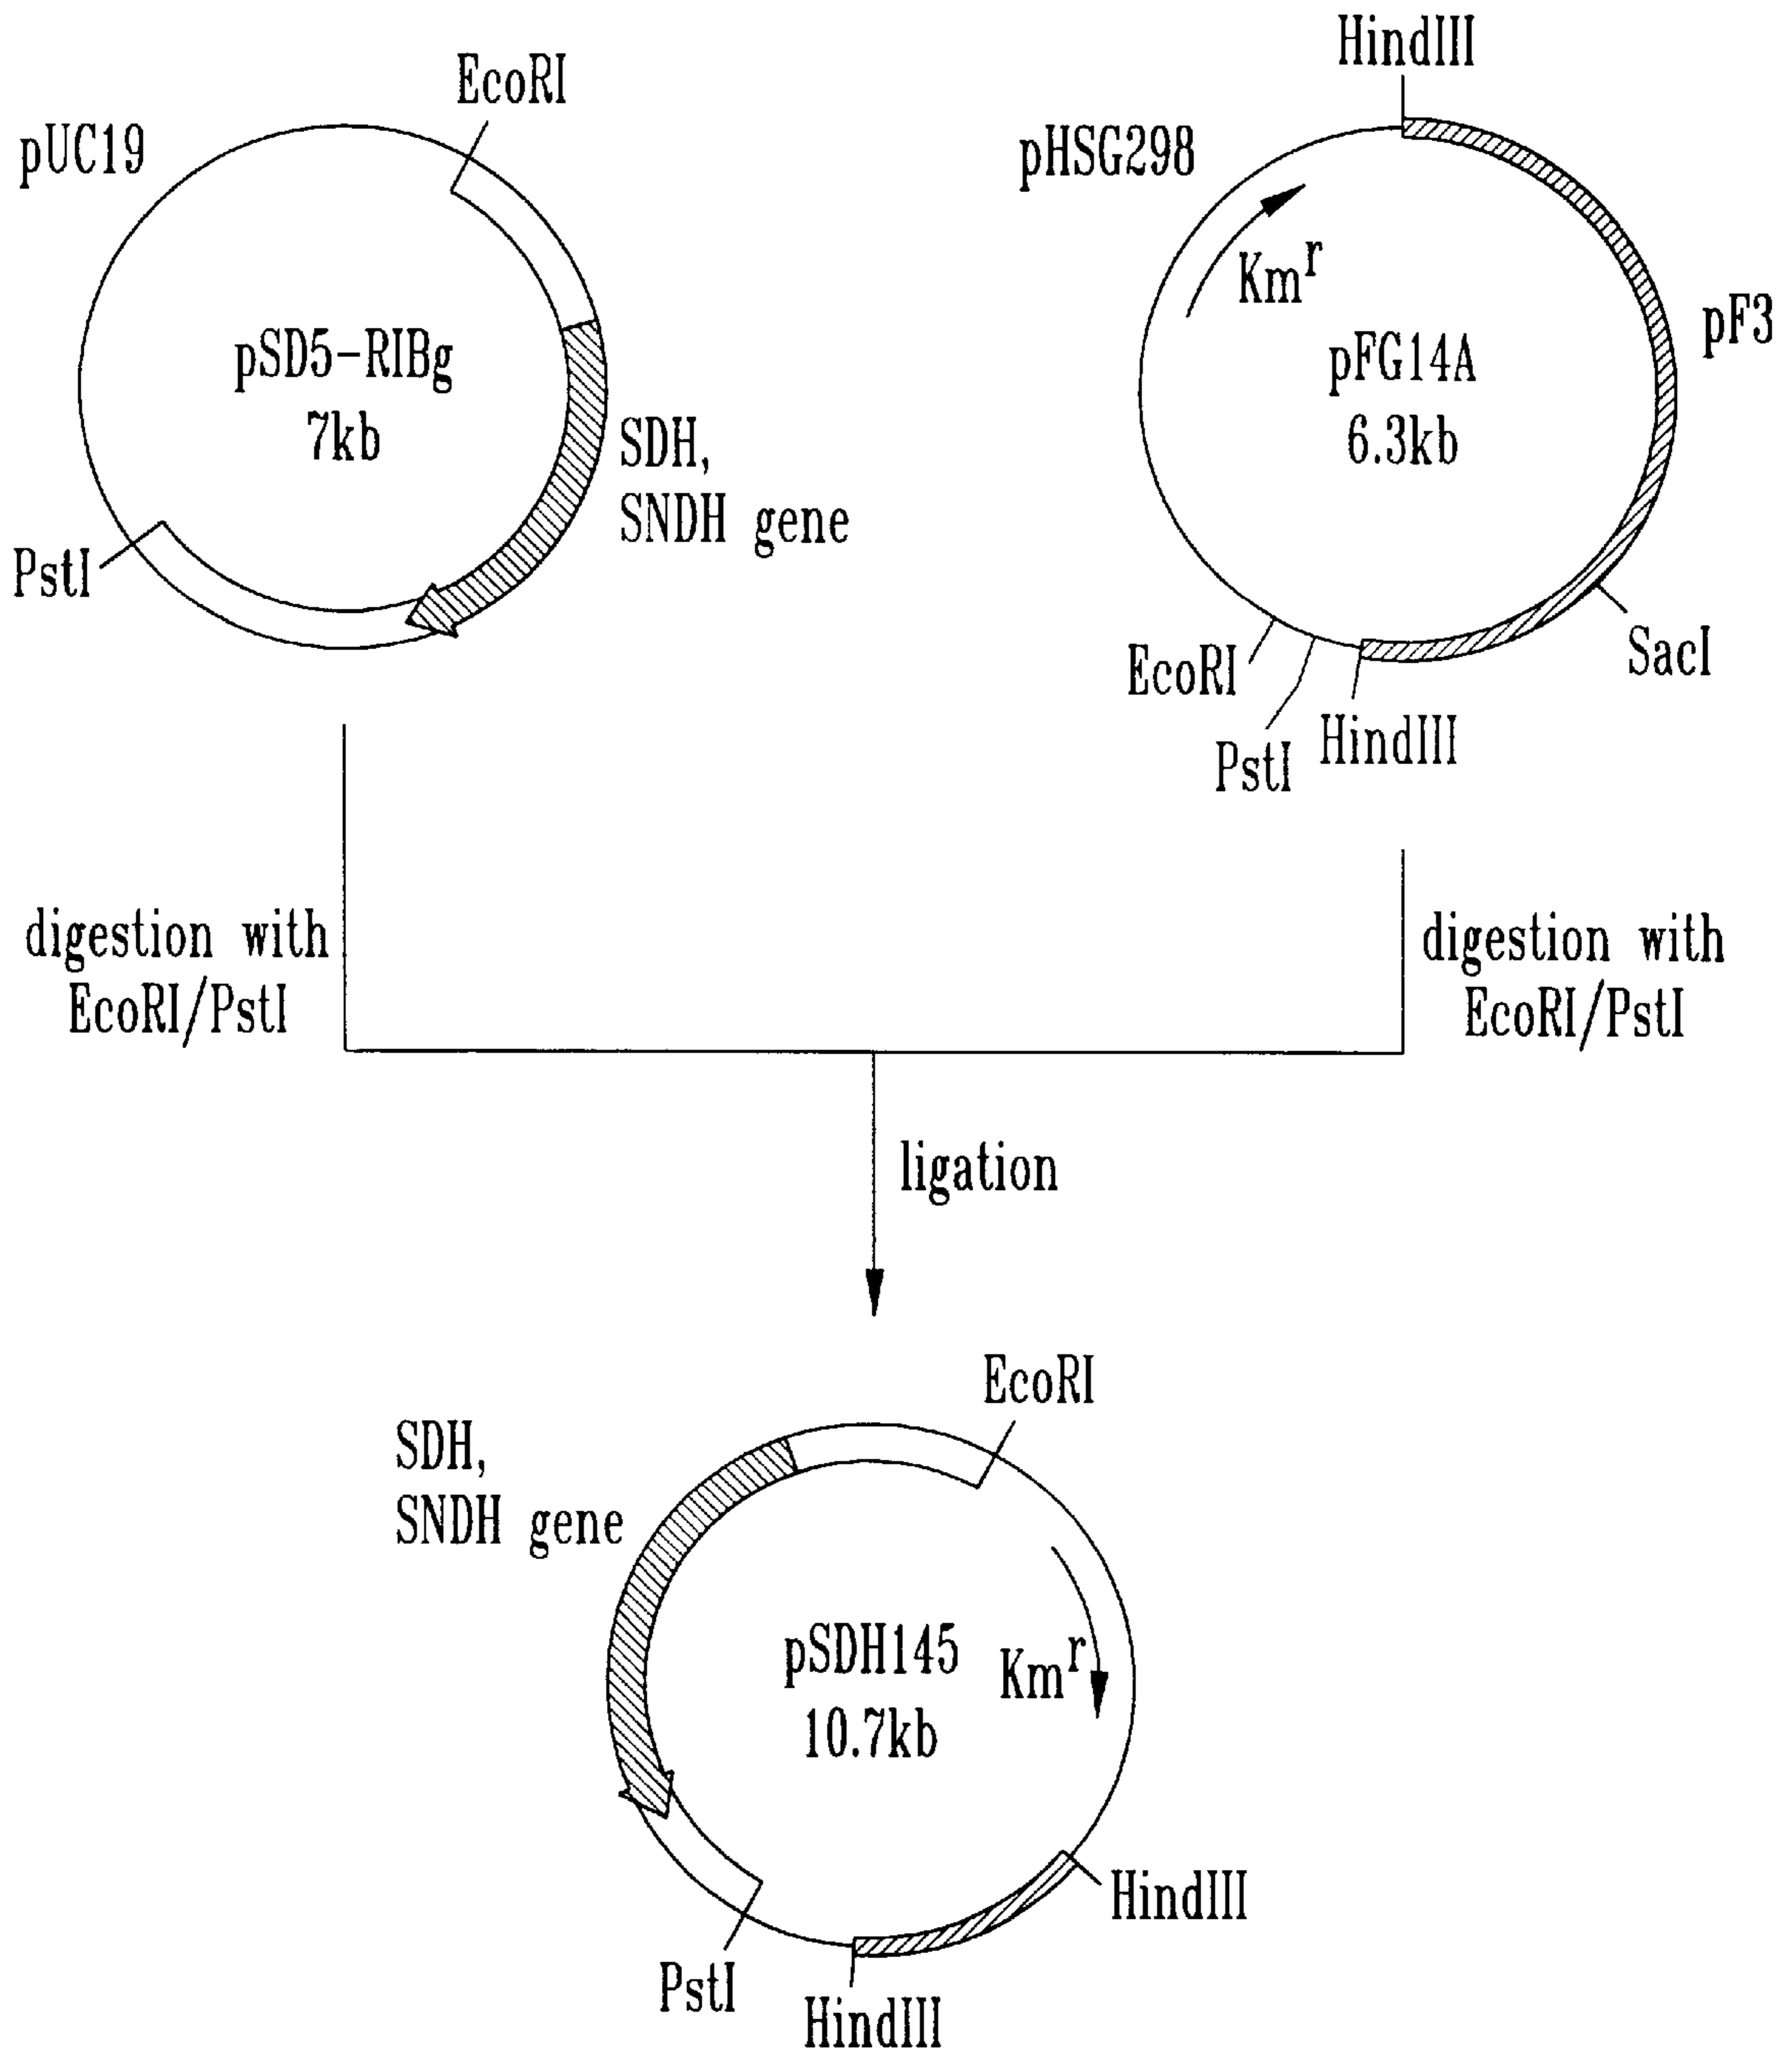 pUC19
EcoRI
pSD5-RIBg
7kb
SDH,
SNDH gene
PstI
HindIII
pHSG298
Kmr
pFG14A
6.3kb
pF3
SacI
EcoRI
PstI
HindIII
digestion with
EcoRI/PstI
digestion with
EcoRI/PstI
ligation
EcoRI
SDH,
SNDH gene
pSDH145
10.7kb
Kmr
HindIII
PstI
HindIII